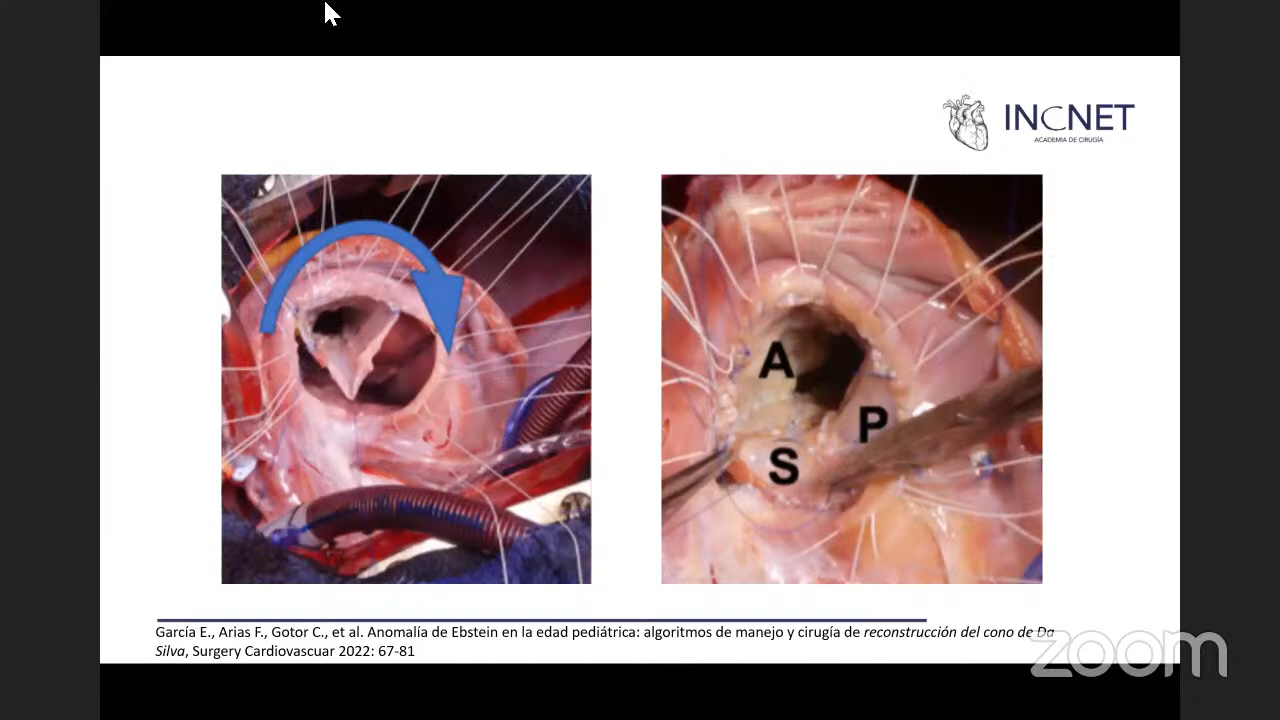 INCNET
ACADEMIA DE CIRUGÍA
A
P
S
García E., Arias F., Gotor C., et al. Anomalía de Ebstein en la edad pediátrica: algoritmos de manejo y cirugía de reconstrucción del cono de Da
Silva, Surgery Cardiovascuar 2022: 67-81
zoom